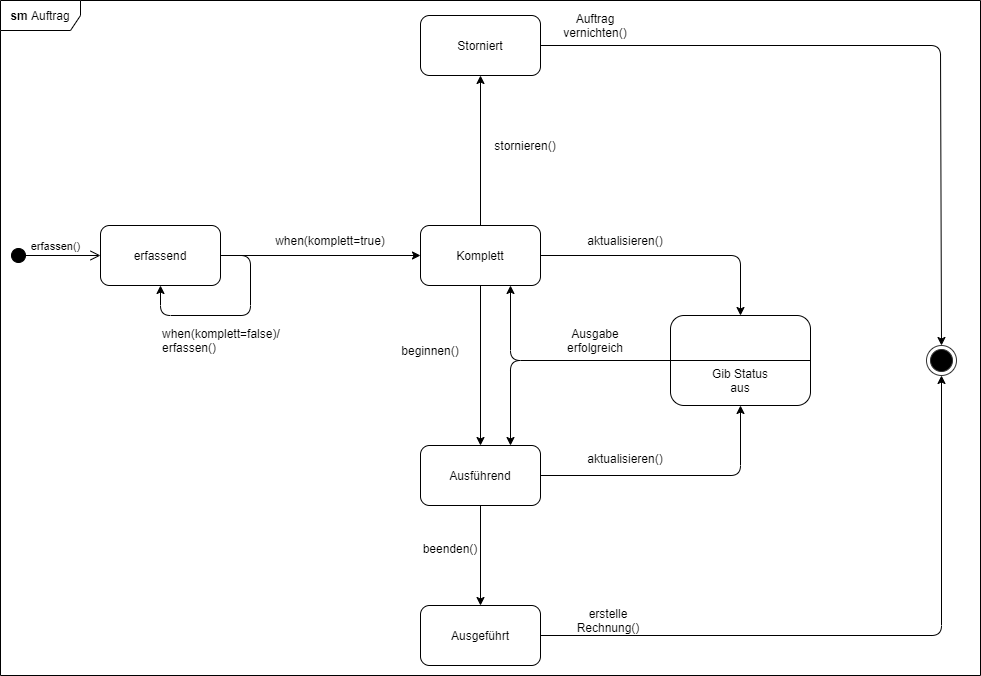 sm Auftrag
Storniert
Auftrag
vernichten()
stornieren()
erfassen()
erfassend
when(komplett=true)
Komplett
aktualisieren()
when(komplett=false)/
erfassen()
beginnen()
Ausgabe
erfolgreich
Gib Status
aus
Ausführend
aktualisieren()
beenden()
Ausgeführt
erstelle
Rechnung()